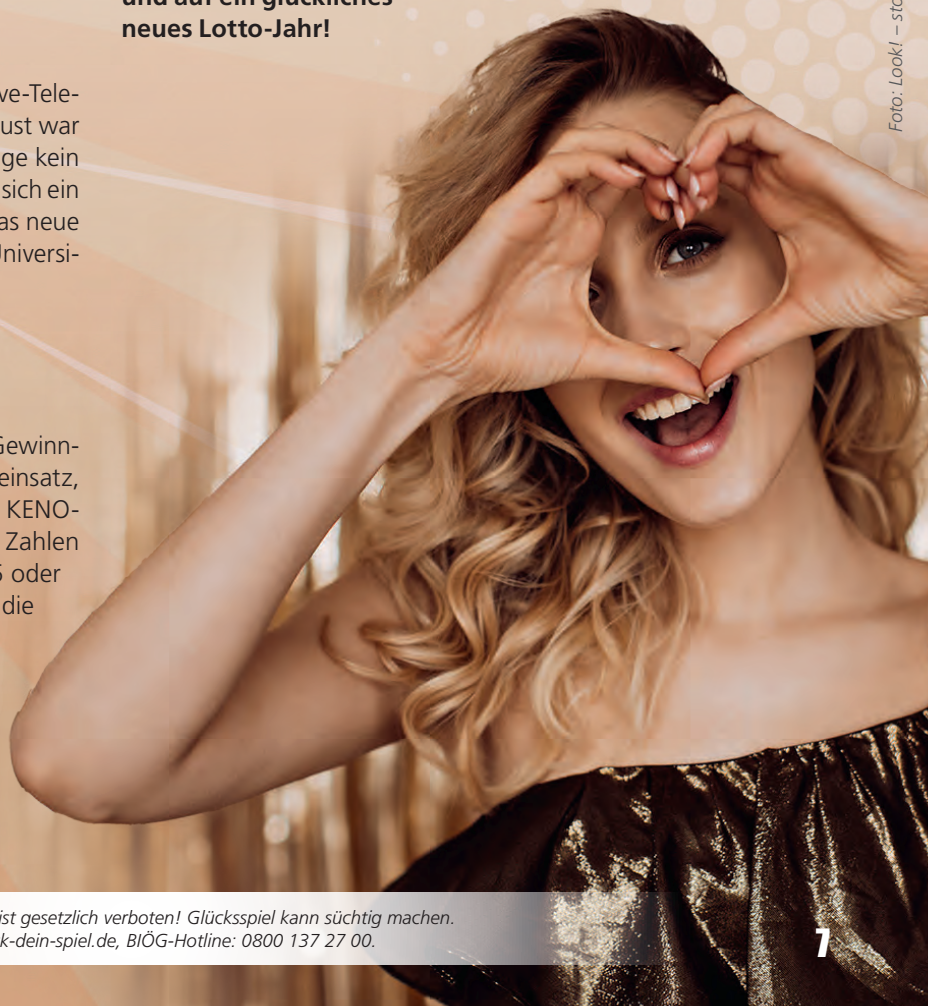 und auf ein glückliches
neues Lotto-Jahr!
ve-Tele-
ust war
ge kein
sich ein
as neue
Universi-
Gewinn-
einsatz,
KENO-
Zahlen
oder
die
ist gesetzlich verboten! Glücksspiel kann süchtig machen.
k-dein-spiel.de, BIÖG-Hotline: 0800 137 27 00.
7
Foto: Look! – sto